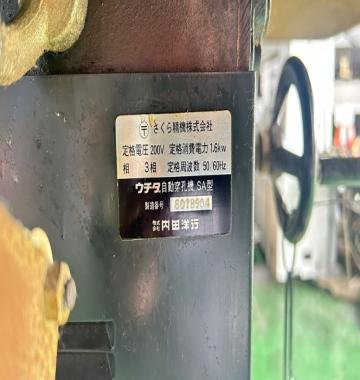 〒 さくら精機株式会社
定格電圧 200V 定格消費電力 1.6kw
相 3相 定格周波数 50/60Hz
ウチダ自動穿孔機 SA型
製造番号 6018904
株式会社 内田洋行